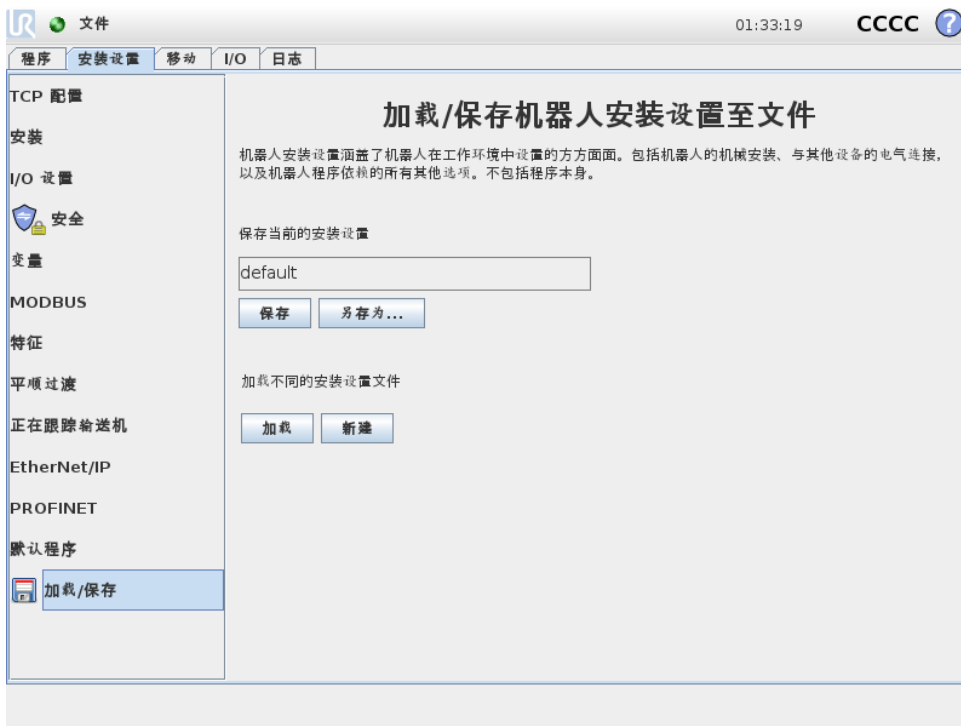 UR 文件 01:33:19 CCCC ?
程序 安装设置 移动 I/O 日志
TCP 配置
安装
I/O 设置
安全
变量
MODBUS
特征
平顺过渡
正在跟踪输送机
EtherNet/IP
PROFINET
默认程序
加载/保存
加载/保存机器人安装设置至文件
机器人安装设置涵盖了机器人在工作环境中设置的方方面面。包括机器人的机械安装、与其他设备的电气连接，
以及机器人程序依赖的所有其他选项。不包括程序本身。
保存当前的安装设置
default
保存 另存为...
加载不同的安装设置文件
加载 新建